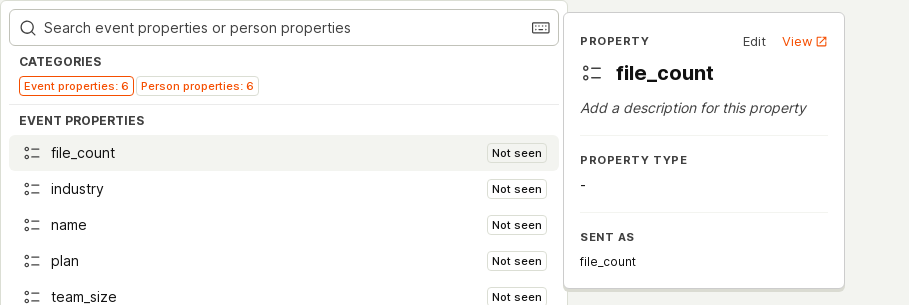 Search event properties or person properties
CATEGORIES
Event properties: 6 Person properties: 6
EVENT PROPERTIES
file_count Not seen
industry Not seen
name Not seen
plan Not seen
team_size Not seen
PROPERTY Edit View
file_count
Add a description for this property
PROPERTY TYPE
-
SENT AS
file_count